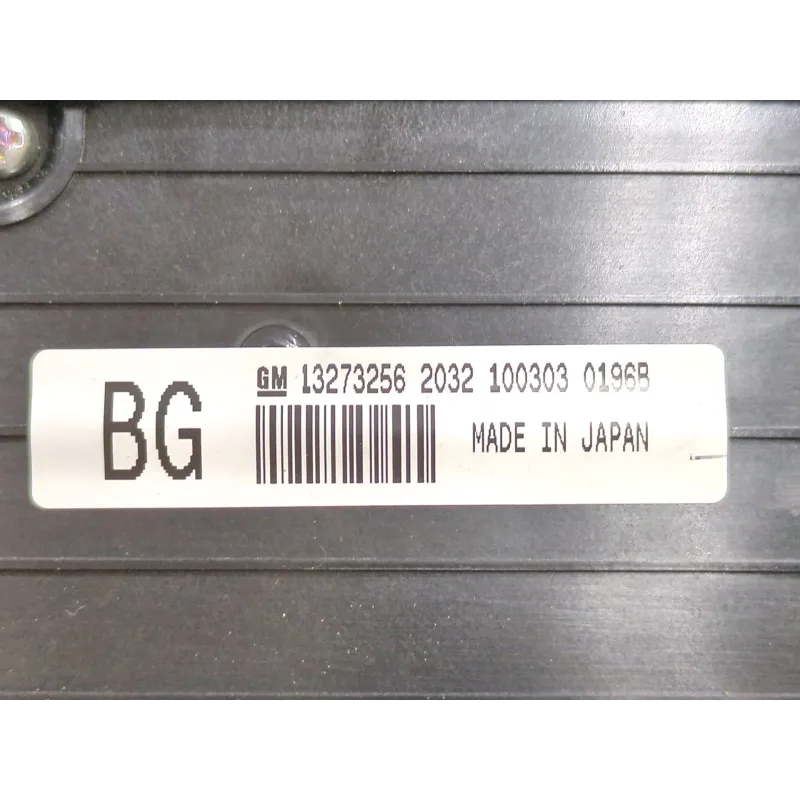 BG
GM 13273256 2032 100303 0196B
MADE IN JAPAN